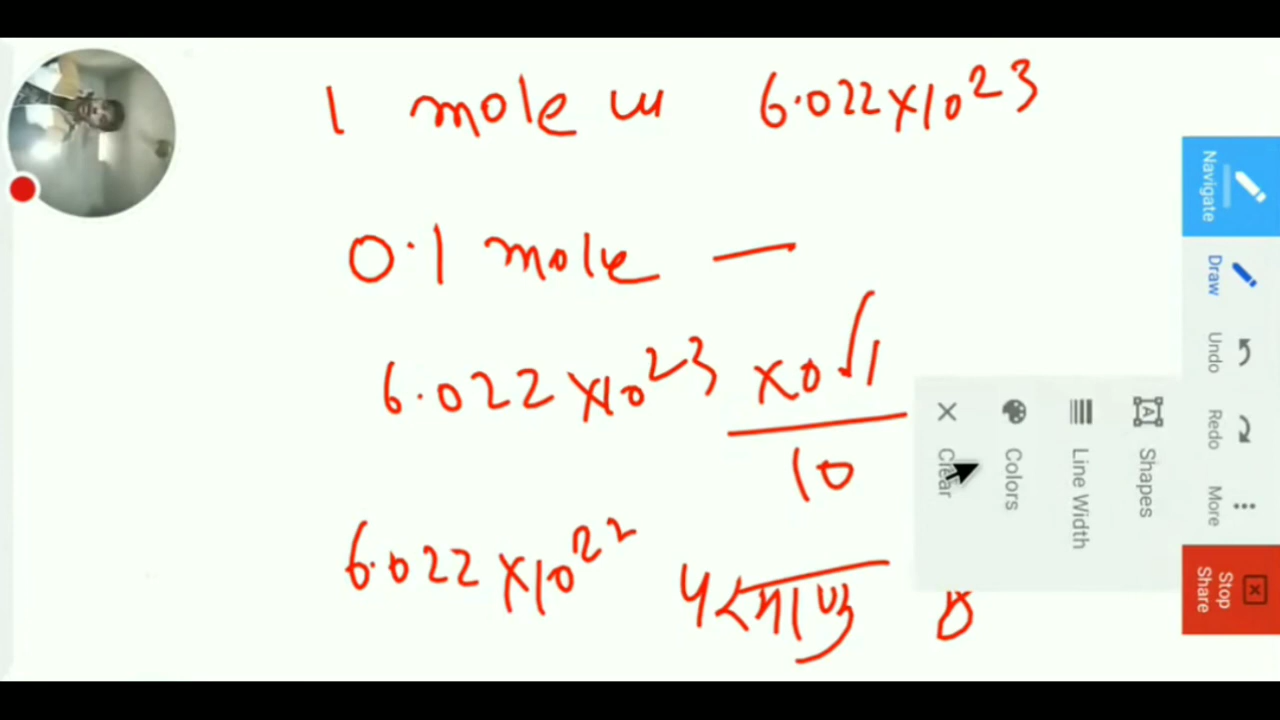 1 mole में 6.022×10²³
0.1 mole —
6.022×10²³ ×0.1
10
6.022×10²² परमाणु
Navigate
Draw
Undo
Redo
More
Stop Share
Shapes
Line Width
Colors
Clear